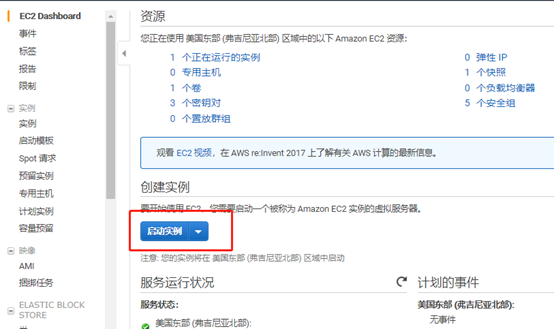 EC2 Dashboard
事件
标签
报告
限制
实例
实例
启动模板
Spot 请求
预留实例
专用主机
计划实例
容量预留
映像
AMI
捆绑任务
ELASTIC BLOCK
STORE
资源
您正在使用 美国东部 (弗吉尼亚北部) 区域中的以下 Amazon EC2 资源:
1 个正在运行的实例
0 专用主机
1 个卷
3 个密钥对
0 个置放群组
0 弹性 IP
1 个快照
0 个负载均衡器
5 个安全组
观看 EC2 视频，在 AWS re:Invent 2017 上了解有关 AWS 计算的最新信息。
创建实例
要开始使用 EC2，您需要启动一个被称为 Amazon EC2 实例的虚拟服务器。
启动实例
注意: 您的实例将在 美国东部 (弗吉尼亚北部) 区域中启动
服务运行状况
服务状态:
美国东部 (弗吉尼亚北部):
计划的事件
美国东部 (弗吉尼亚北部):
无事件